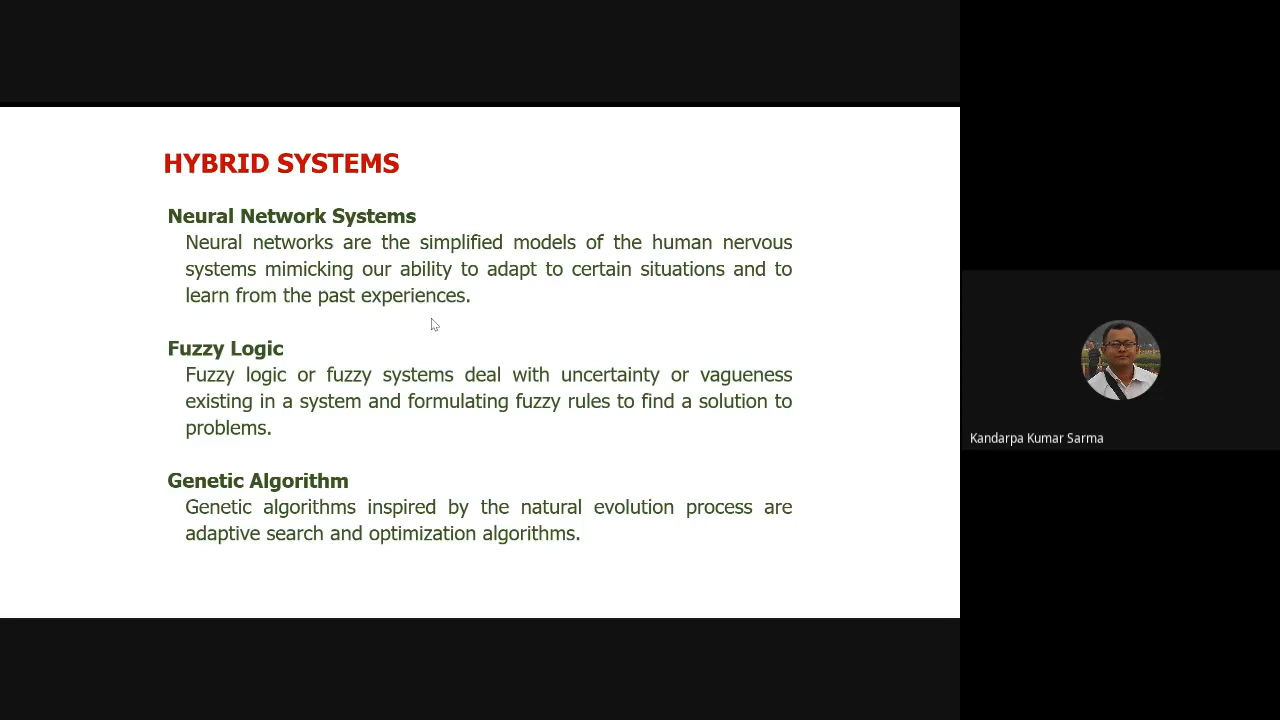 HYBRID SYSTEMS
Neural Network Systems
Neural networks are the simplified models of the human nervous
systems mimicking our ability to adapt to certain situations and to
learn from the past experiences.
Fuzzy Logic
Fuzzy logic or fuzzy systems deal with uncertainty or vagueness
existing in a system and formulating fuzzy rules to find a solution to
problems.
Genetic Algorithm
Genetic algorithms inspired by the natural evolution process are
adaptive search and optimization algorithms.
Kandarpa Kumar Sarma